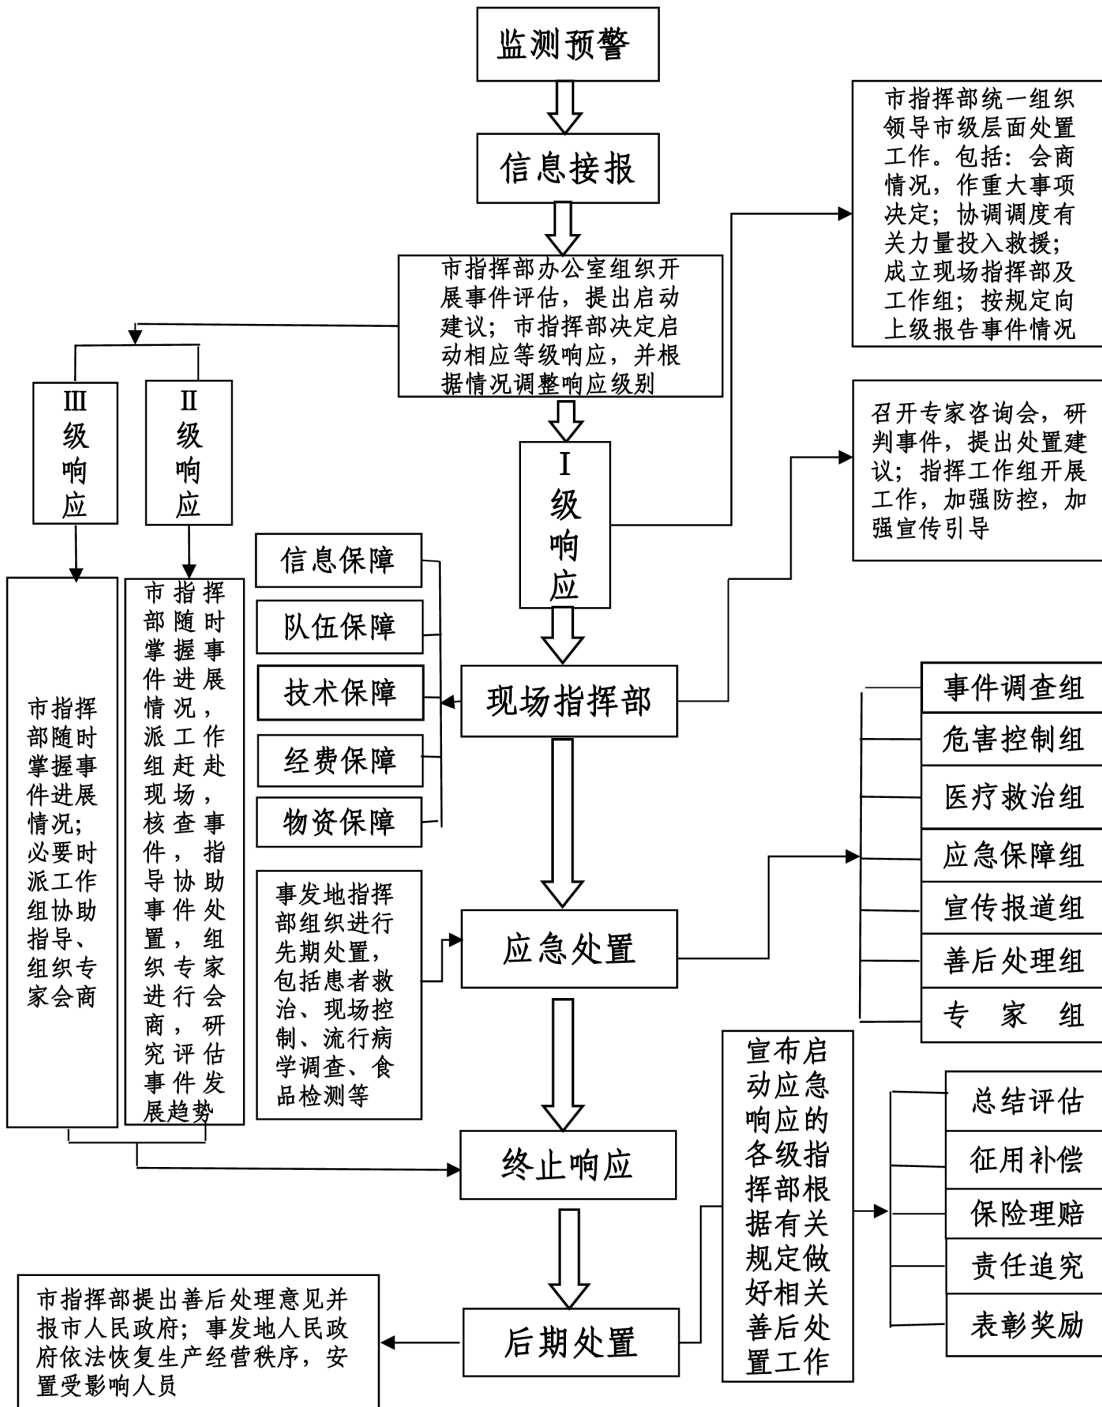 监测预警
信息接报
市指挥部统一组织
领导市级层面处置
工作。包括：会商
情况，作重大事项
决定；协调调度有
关力量投入救援；
成立现场指挥部及
工作组；按规定向
上级报告事件情况
市指挥部办公室组织开
展事件评估，提出启动
建议；市指挥部决定启
动相应等级响应，并根
据情况调整响应级别
Ⅲ
级
响
应
Ⅱ
级
响
应
Ⅰ
级
响
应
召开专家咨询会，研
判事件，提出处置建
议；指挥工作组开展
工作，加强防控，加
强宣传引导
市指挥
部随时
掌握事
件进展
情况；
必要时
派工作
组协助
指导、
组织专
家会商
市指挥
部随时
掌握事
件进展
情况，
派工作
组赶赴
现场，
核查事
件，指
导协助
事件处
置，组
织专家
进行会
商，研
究评估
事件发
展趋势
信息保障
队伍保障
技术保障
经费保障
物资保障
现场指挥部
事件调查组
危害控制组
医疗救治组
应急保障组
宣传报道组
善后处理组
专家组
事发地指挥
部组织进行
先期处置，
包括患者救
治、现场控
制、流行病
学调查、食
品检测等
应急处置
终止响应
宣布启
动应急
响应的
各级指
挥部根
据有关
规定做
好相关
善后处
置工作
总结评估
征用补偿
保险理赔
责任追究
表彰奖励
后期处置
市指挥部提出善后处理意见并
报市人民政府；事发地人民政
府依法恢复生产经营秩序，安
置受影响人员